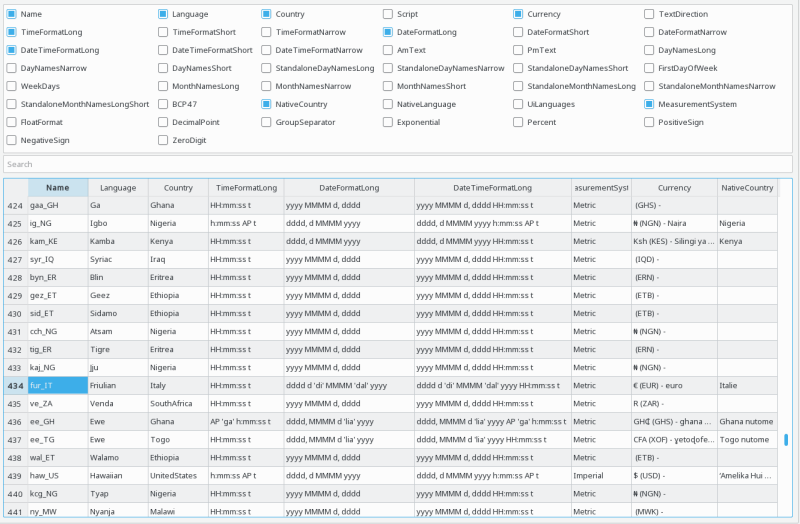 Name Language Country Script Currency TextDirection
TimeFormatLong TimeFormatShort TimeFormatNarrow DateFormatLong DateFormatShort DateFormatNarrow
DateTimeFormatLong DateTimeFormatShort DateTimeFormatNarrow AmText PmText DayNamesLong
DayNamesNarrow DayNamesShort StandaloneDayNamesLong StandaloneDayNamesNarrow StandaloneDayNamesShort FirstDayOfWeek
WeekDays MonthNamesLong MonthNamesNarrow MonthNamesShort StandaloneMonthNamesLong StandaloneMonthNamesNarrow
StandaloneMonthNamesLongShort BCP47 NativeCountry NativeLanguage UiLanguages MeasurementSystem
FloatFormat DecimalPoint GroupSeparator Exponential Percent PositiveSign
NegativeSign ZeroDigit
Search
Name Language Country TimeFormatLong DateFormatLong DateTimeFormatLong asurementSyst Currency NativeCountry
424 gaa_GH Ga Ghana HH:mm:ss t yyyy MMMM d, dddd yyyy MMMM d, dddd HH:mm:ss t Metric (GHS) -
425 ig_NG Igbo Nigeria h:mm:ss AP t dddd, d MMMM yyyy dddd, d MMMM yyyy h:mm:ss AP t Metric ₦ (NGN) - Naịra Nigeria
426 kam_KE Kamba Kenya HH:mm:ss t dddd, d MMMM yyyy dddd, d MMMM yyyy HH:mm:ss t Metric Ksh (KES) - Silingi ya ... Kenya
427 syr_IQ Syriac Iraq HH:mm:ss t yyyy MMMM d, dddd yyyy MMMM d, dddd HH:mm:ss t Metric (IQD) -
428 byn_ER Blin Eritrea HH:mm:ss t yyyy MMMM d, dddd yyyy MMMM d, dddd HH:mm:ss t Metric (ERN) -
429 gez_ET Geez Ethiopia HH:mm:ss t yyyy MMMM d, dddd yyyy MMMM d, dddd HH:mm:ss t Metric (ETB) -
430 sid_ET Sidamo Ethiopia HH:mm:ss t yyyy MMMM d, dddd yyyy MMMM d, dddd HH:mm:ss t Metric (ETB) -
431 cch_NG Atsam Nigeria HH:mm:ss t yyyy MMMM d, dddd yyyy MMMM d, dddd HH:mm:ss t Metric ₦ (NGN) -
432 tig_ER Tigre Eritrea HH:mm:ss t yyyy MMMM d, dddd yyyy MMMM d, dddd HH:mm:ss t Metric (ERN) -
433 kaj_NG Jju Nigeria HH:mm:ss t yyyy MMMM d, dddd yyyy MMMM d, dddd HH:mm:ss t Metric ₦ (NGN) -
434 fur_IT Friulian Italy HH:mm:ss t dddd d 'di' MMMM 'dal' yyyy dddd d 'di' MMMM 'dal' yyyy HH:mm:ss t Metric € (EUR) - euro Italie
435 ve_ZA Venda SouthAfrica HH:mm:ss t yyyy MMMM d, dddd yyyy MMMM d, dddd HH:mm:ss t Metric R (ZAR) -
436 ee_GH Ewe Ghana AP 'ga' h:mm:ss t dddd, MMMM d 'lia' yyyy dddd, MMMM d 'lia' yyyy AP 'ga' h:mm:ss t Metric GH₵ (GHS) - ghana ... Ghana nutome
437 ee_TG Ewe Togo HH:mm:ss t dddd, MMMM d 'lia' yyyy dddd, MMMM d 'lia' yyyy HH:mm:ss t Metric CFA (XOF) - ɣetoɖofe... Togo nutome
438 wal_ET Walamo Ethiopia HH:mm:ss t yyyy MMMM d, dddd yyyy MMMM d, dddd HH:mm:ss t Metric (ETB) -
439 haw_US Hawaiian UnitedStates h:mm:ss AP t dddd, d MMMM yyyy dddd, d MMMM yyyy h:mm:ss AP t Imperial $ (USD) - ʻAmelika Hui ...
440 kcg_NG Tyap Nigeria HH:mm:ss t yyyy MMMM d, dddd yyyy MMMM d, dddd HH:mm:ss t Metric ₦ (NGN) -
441 ny_MW Nyanja Malawi HH:mm:ss t yyyy MMMM d, dddd yyyy MMMM d, dddd HH:mm:ss t Metric (MWK) -